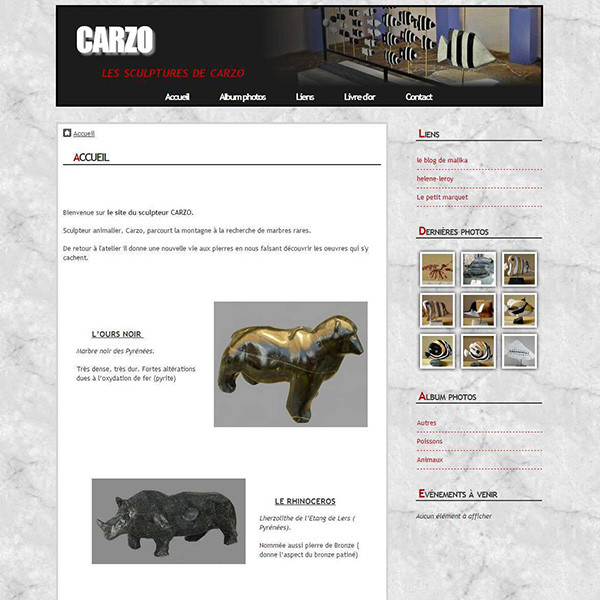 CARZO
LES SCULPTURES DE CARZO
Accueil Album photos Liens Livre d'or Contact
Accueil
ACCUEIL
Bienvenue sur le site du sculpteur CARZO.
Sculpteur animalier, Carzo, parcourt la montagne à la recherche de marbres rares.
De retour à l'atelier il donne une nouvelle vie aux pierres en nous faisant découvrir les oeuvres qui s'y
cachent.
L'OURS NOIR
Marbre noir des Pyrénées.
Très dense, très dur. Fortes altérations
dues à l'oxydation de fer (pyrite)
LE RHINOCEROS
Lherzolithe de l'Etang de Lers (
Pyrénées).
Nommée aussi pierre de Bronze (
donne l'aspect du bronze patiné)
LIENS
le blog de malika
helene-leroy
Le petit marquet
DERNIÈRES PHOTOS
ALBUM PHOTOS
Autres
Poissons
Animaux
EVÈNEMENTS À VENIR
Aucun élément à afficher